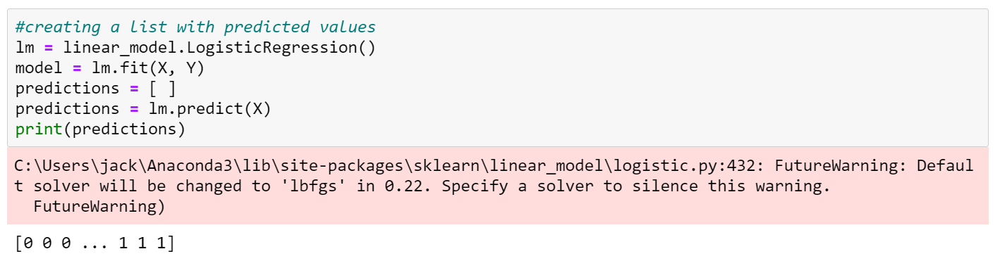 #creating a list with predicted values
lm = linear_model.LogisticRegression()
model = lm.fit(X, Y)
predictions = [ ]
predictions = lm.predict(X)
print(predictions)
C:\Users\jack\Anaconda3\lib\site-packages\sklearn\linear_model\logistic.py:432: FutureWarning: Defaul
t solver will be changed to 'lbfgs' in 0.22. Specify a solver to silence this warning.
  FutureWarning)
[0 0 0 ... 1 1 1]